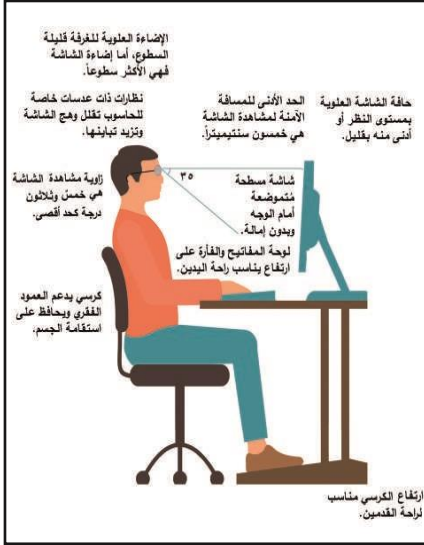 الإضاءة العلوية للغرفة قليلة
السطوع، أما إضاءة الشاشة
فهي الأكثر سطوعاً.
نظارات ذات عدسات خاصة
للحاسوب تقلل وهج الشاشة
وتزيد تباينها.
الحد الأدنى للمسافة
الآمنة لمشاهدة الشاشة
هي خمسون سنتيميتراً.
حافة الشاشة العلوية
بمستوى النظر أو
أدنى منه بقليل.
زاوية مشاهدة الشاشة
هي خمسٌ وثلاثون
درجة كحد أقصى.
٣٥
شاشة مسطحة
مُتموضعة
أمام الوجه
وبدون إمالة.
لوحة المفاتيح والفأرة على
ارتفاع يناسب راحة اليدين.
كرسي يدعم العمود
الفقري ويحافظ على
استقامة الجسم.
ارتفاع الكرسي مناسب
لراحة القدمين.